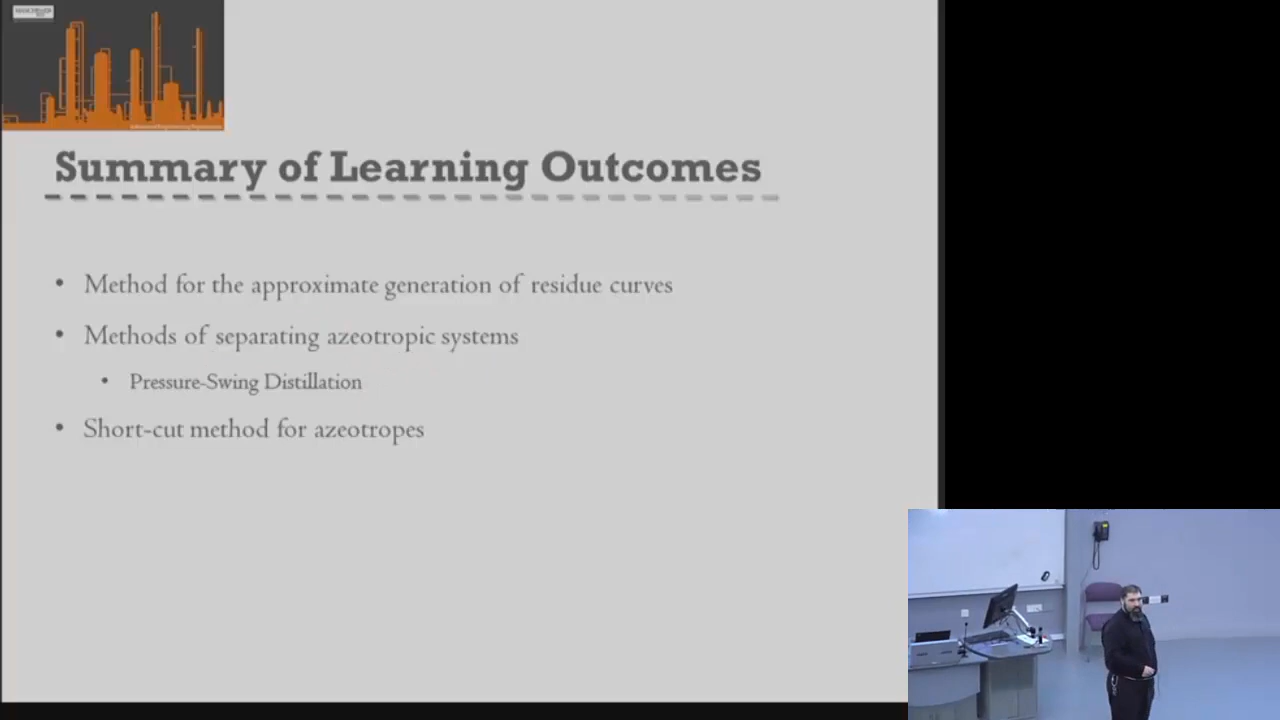 MANCHESTER
Summary of Learning Outcomes
• Method for the approximate generation of residue curves
• Methods of separating azeotropic systems
• Pressure-Swing Distillation
• Short-cut method for azeotropes